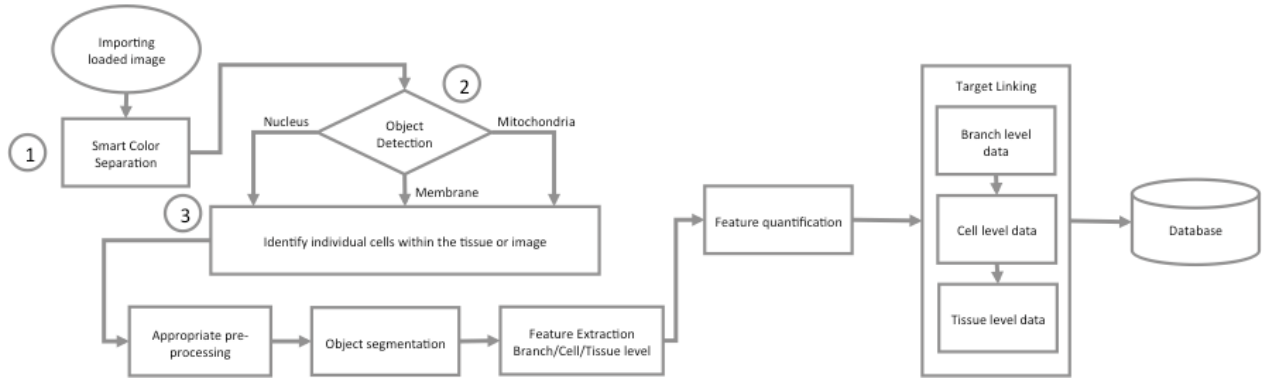 Importing
loaded image
1
Smart Color
Separation
2
Object
Detection
Nucleus
Mitochondria
Membrane
3
Identify individual cells within the tissue or image
Appropriate pre-
processing
Object segmentation
Feature Extraction
Branch/Cell/Tissue level
Feature quantification
Target Linking
Branch level
data
Cell level data
Tissue level data
Database